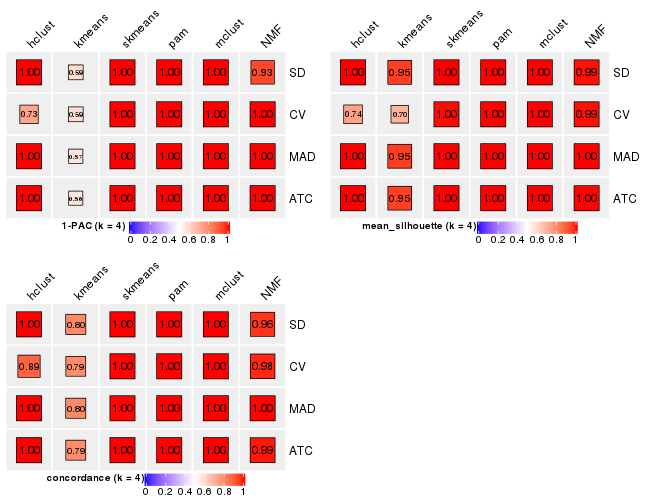 hclust kmeans skmeans pam mclust NMF
1.00 0.59 1.00 1.00 1.00 0.93 SD
0.73 0.59 1.00 1.00 1.00 1.00 CV
1.00 0.57 1.00 1.00 1.00 1.00 MAD
1.00 0.56 1.00 1.00 1.00 1.00 ATC
1-PAC (k = 4)
0 0.2 0.4 0.6 0.8 1
hclust kmeans skmeans pam mclust NMF
1.00 0.95 1.00 1.00 1.00 0.99 SD
0.74 0.70 1.00 1.00 1.00 0.99 CV
1.00 0.95 1.00 1.00 1.00 1.00 MAD
1.00 0.95 1.00 1.00 1.00 1.00 ATC
mean_silhouette (k = 4)
0 0.2 0.4 0.6 0.8 1
hclust kmeans skmeans pam mclust NMF
1.00 0.80 1.00 1.00 1.00 0.96 SD
0.89 0.79 1.00 1.00 1.00 0.98 CV
1.00 0.80 1.00 1.00 1.00 1.00 MAD
1.00 0.79 1.00 1.00 1.00 0.99 ATC
concordance (k = 4)
0 0.2 0.4 0.6 0.8 1